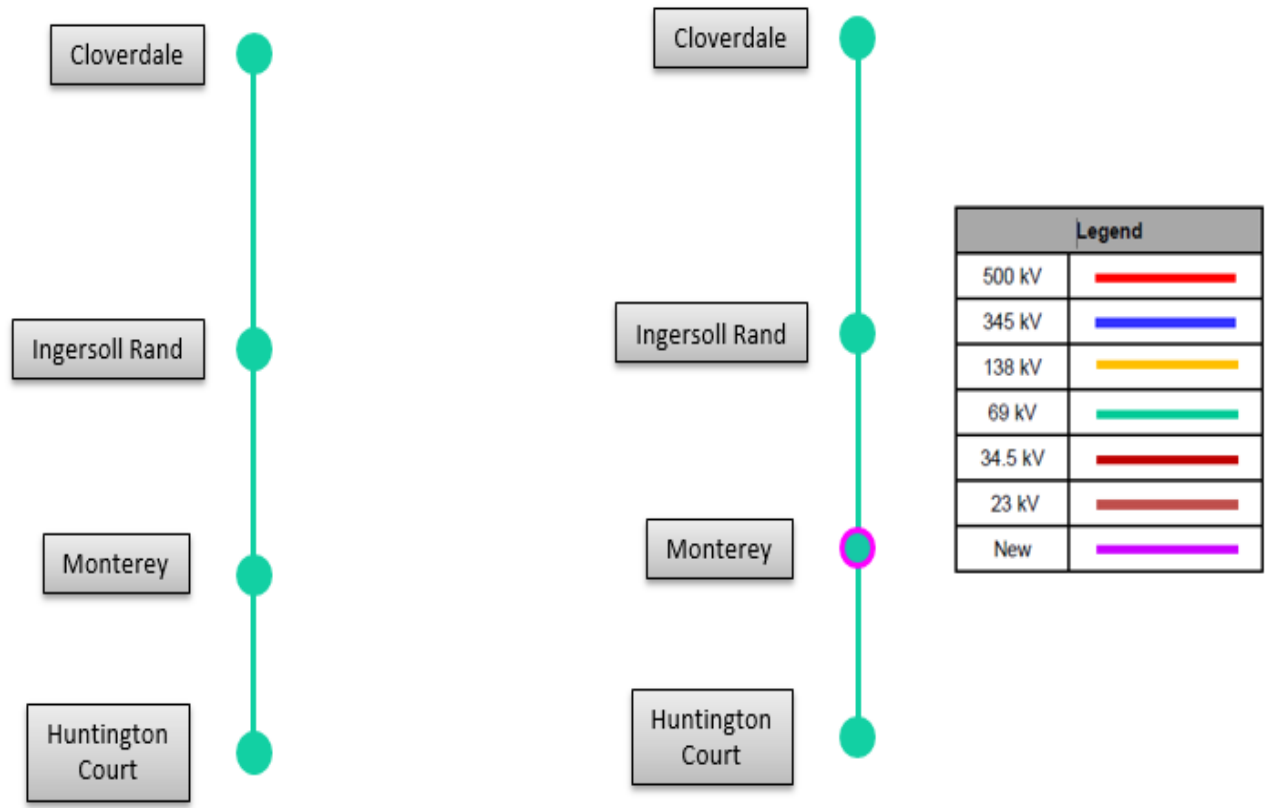 Cloverdale
Ingersoll Rand
Monterey
Huntington
Court
Cloverdale
Ingersoll Rand
Monterey
Huntington
Court
Legend
500 kV
345 kV
138 kV
69 kV
34.5 kV
23 kV
New